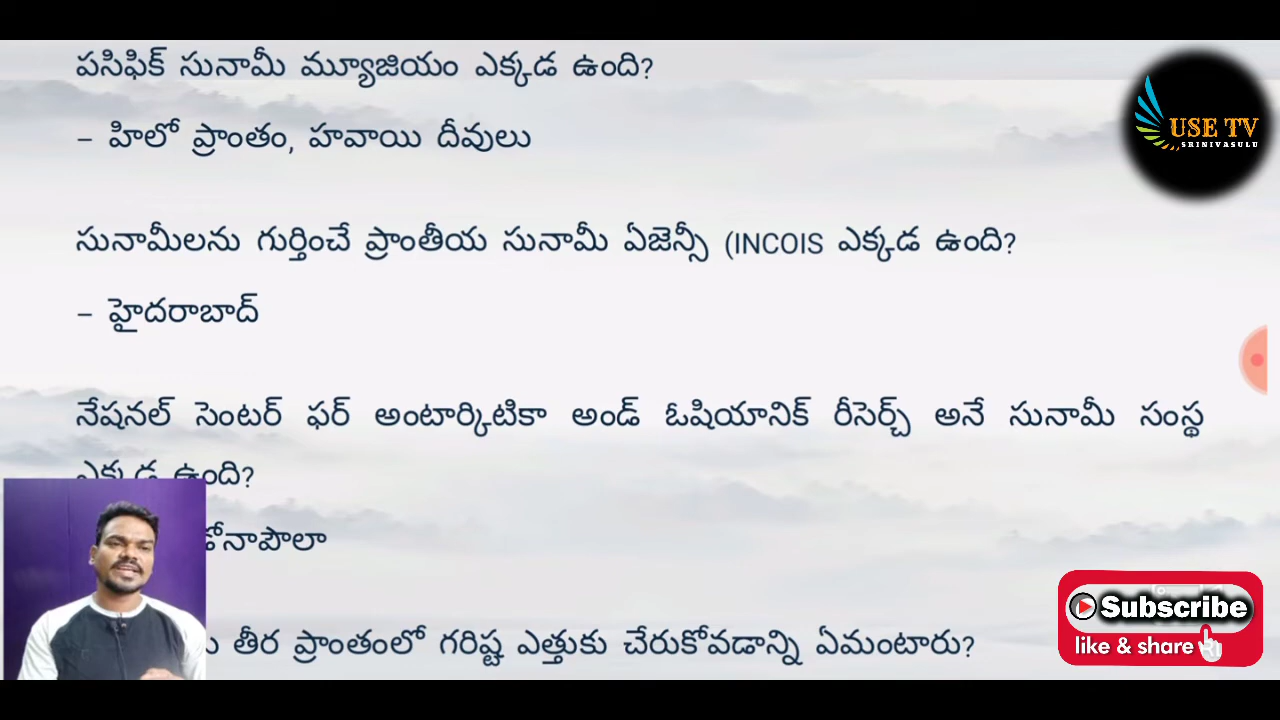 పసిఫిక్ సునామీ మ్యూజియం ఎక్కడ ఉంది?
– హిలో ప్రాంతం, హవాయి దీవులు
USE TV
SRINIVASULU
సునామీలను గుర్తించే ప్రాంతీయ సునామీ ఏజెన్సీ (INCOIS ఎక్కడ ఉంది?
– హైదరాబాద్
నేషనల్ సెంటర్ ఫర్ అంటార్కిటికా అండ్ ఓషియానిక్ రీసెర్చ్ అనే సునామీ సంస్థ
ఎక్కడ ఉంది?
డోనాపౌలా
తీర ప్రాంతంలో గరిష్ట ఎత్తుకు చేరుకోవడాన్ని ఏమంటారు?
Subscribe
like & share